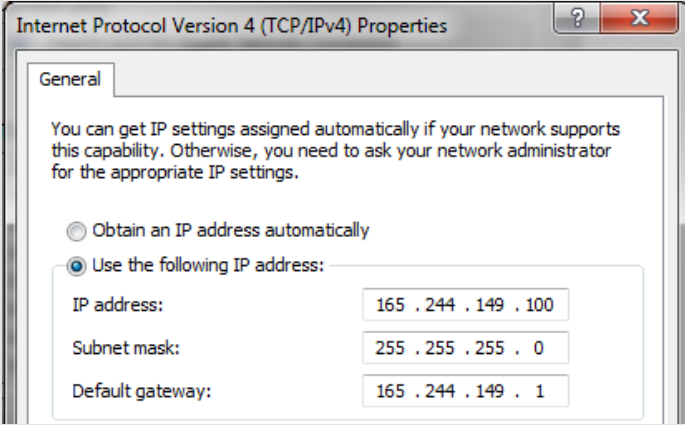 Internet Protocol Version 4 (TCP/IPv4) Properties
?
General
You can get IP settings assigned automatically if your network supports
this capability. Otherwise, you need to ask your network administrator
for the appropriate IP settings.
Obtain an IP address automatically
Use the following IP address:
IP address: 165 . 244 . 149 . 100
Subnet mask: 255 . 255 . 255 . 0
Default gateway: 165 . 244 . 149 . 1